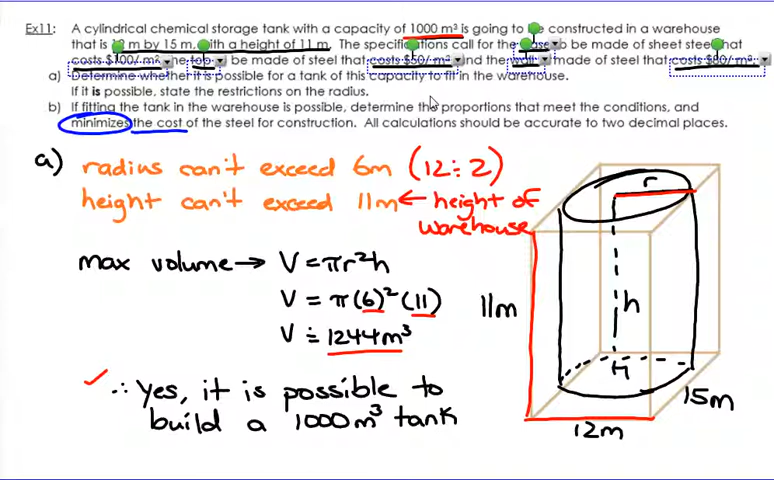 Ex11: A cylindrical chemical storage tank with a capacity of 1000 m³ is going to be constructed in a warehouse
that is m by 15 m with a height of 11 m. The specifications call for the to be made of sheet steel that
costs $100/m², the top be made of steel that costs $50/m² and the made of steel that costs $80/m².
a) Determine whether it is possible for a tank of this capacity to fit in the warehouse.
If it is possible, state the restrictions on the radius.
b) If fitting the tank in the warehouse is possible, determine the proportions that meet the conditions, and
minimizes the cost of the steel for construction. All calculations should be accurate to two decimal places.
a) radius can't exceed 6m (12÷2)
height can't exceed 11m ← height of
warehouse
max volume → V = πr²h
V = π(6)² (11)
V ≐ 1244m³
✓ ∴ Yes, it is possible to
build a 1000m³ tank
r
11m
h
15m
12m